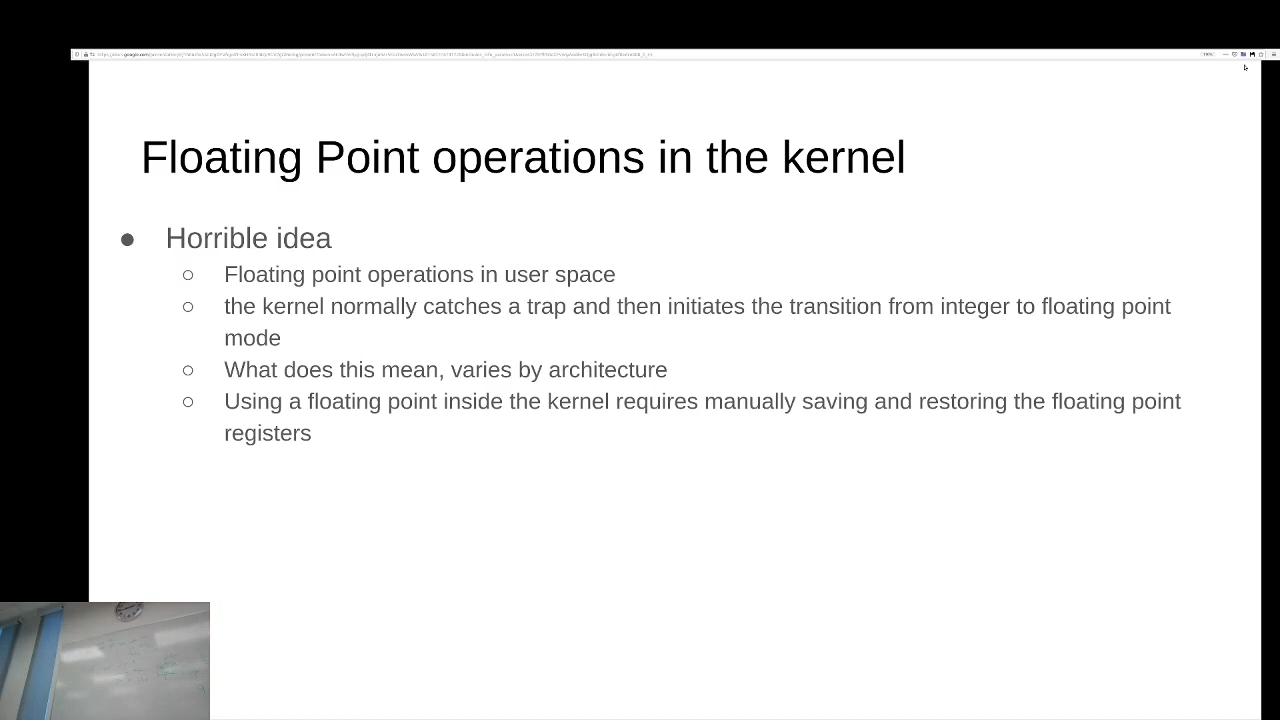 Floating Point operations in the kernel
● Horrible idea
○ Floating point operations in user space
○ the kernel normally catches a trap and then initiates the transition from integer to floating point
mode
○ What does this mean, varies by architecture
○ Using a floating point inside the kernel requires manually saving and restoring the floating point
registers